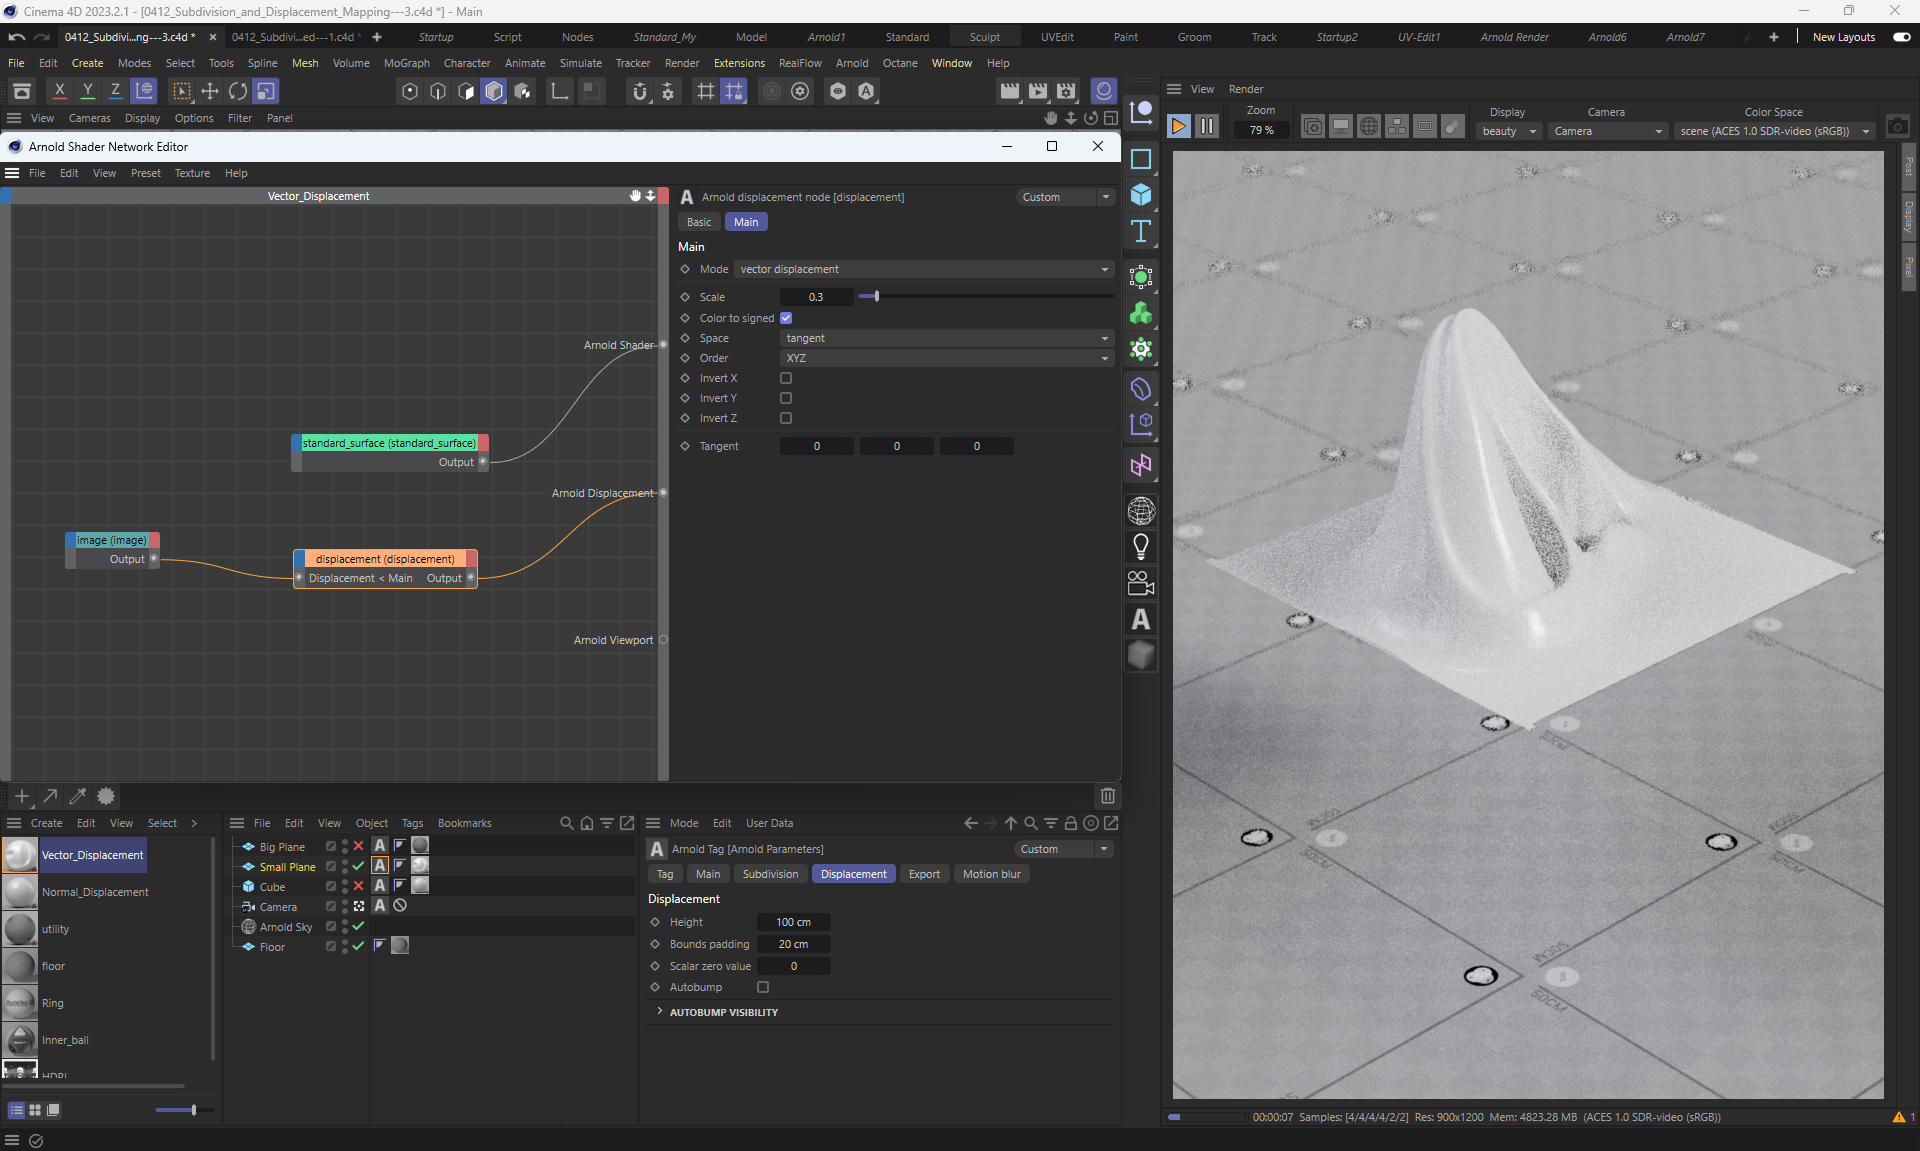 Cinema 4D 2023.2.1 - [0412_Subdivision_and_Displacement_Mapping---3.c4d *] - Main
0412_Subdivi...ng---3.c4d * × 0412_Subdivi...ed---1.c4d * + Startup Script Nodes Standard_My Model Arnold1 Standard Sculpt UVEdit Paint Groom Track Startup2 UV-Edit1 Arnold Render Arnold6 Arnold7 + New Layouts
File Edit Create Modes Select Tools Spline Mesh Volume MoGraph Character Animate Simulate Tracker Render Extensions RealFlow Arnold Octane Window Help
X Y Z
View Render
View Cameras Display Options Filter Panel
Zoom Display Camera Color Space
79 % beauty Camera scene (ACES 1.0 SDR-video (sRGB))
Arnold Shader Network Editor
File Edit View Preset Texture Help
Vector_Displacement
Arnold Shader
standard_surface (standard_surface)
Output
Arnold Displacement
image (image)
Output
displacement (displacement)
Displacement < Main Output
Arnold Viewport
A Arnold displacement node [displacement] Custom
Basic Main
Main
Mode vector displacement
Scale 0.3
Color to signed
Space tangent
Order XYZ
Invert X
Invert Y
Invert Z
Tangent 0 0 0
Post
Display
Pixel
Create Edit View Select >
Vector_Displacement
Normal_Displacement
utility
floor
Ring
Inner_ball
HDRI
File Edit View Object Tags Bookmarks
Big Plane
Small Plane
Cube
Camera
Arnold Sky
Floor
Mode Edit User Data
A Arnold Tag [Arnold Parameters] Custom
Tag Main Subdivision Displacement Export Motion blur
Displacement
Height 100 cm
Bounds padding 20 cm
Scalar zero value 0
Autobump
> AUTOBUMP VISIBILITY
50CM
50CM
50CM
50CM
50CM
50CM
50CM
00:00:07 Samples: [4/4/4/4/2/2] Res: 900x1200 Mem: 4823.28 MB (ACES 1.0 SDR-video (sRGB))
1